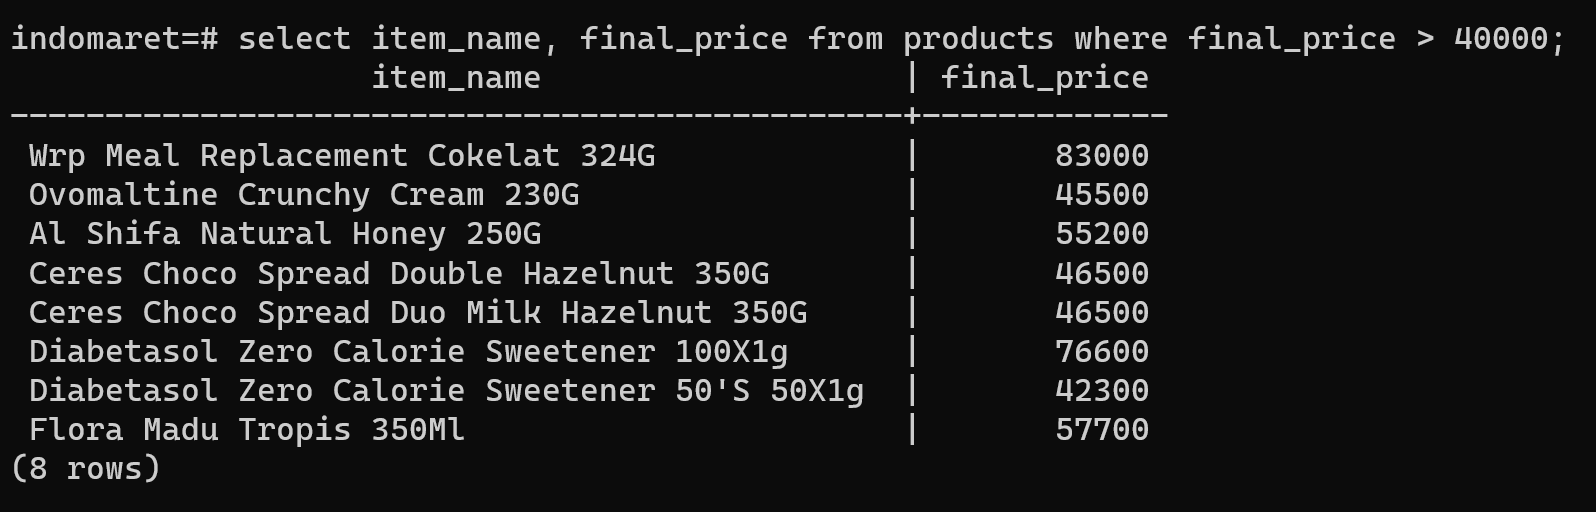 indomaret=# select item_name, final_price from products where final_price > 40000;
                   item_name                   | final_price
-----------------------------------------------+-------------
 Wrp Meal Replacement Cokelat 324G             |       83000
 Ovomaltine Crunchy Cream 230G                 |       45500
 Al Shifa Natural Honey 250G                   |       55200
 Ceres Choco Spread Double Hazelnut 350G       |       46500
 Ceres Choco Spread Duo Milk Hazelnut 350G     |       46500
 Diabetasol Zero Calorie Sweetener 100X1g      |       76600
 Diabetasol Zero Calorie Sweetener 50'S 50X1g  |       42300
 Flora Madu Tropis 350Ml                       |       57700
(8 rows)